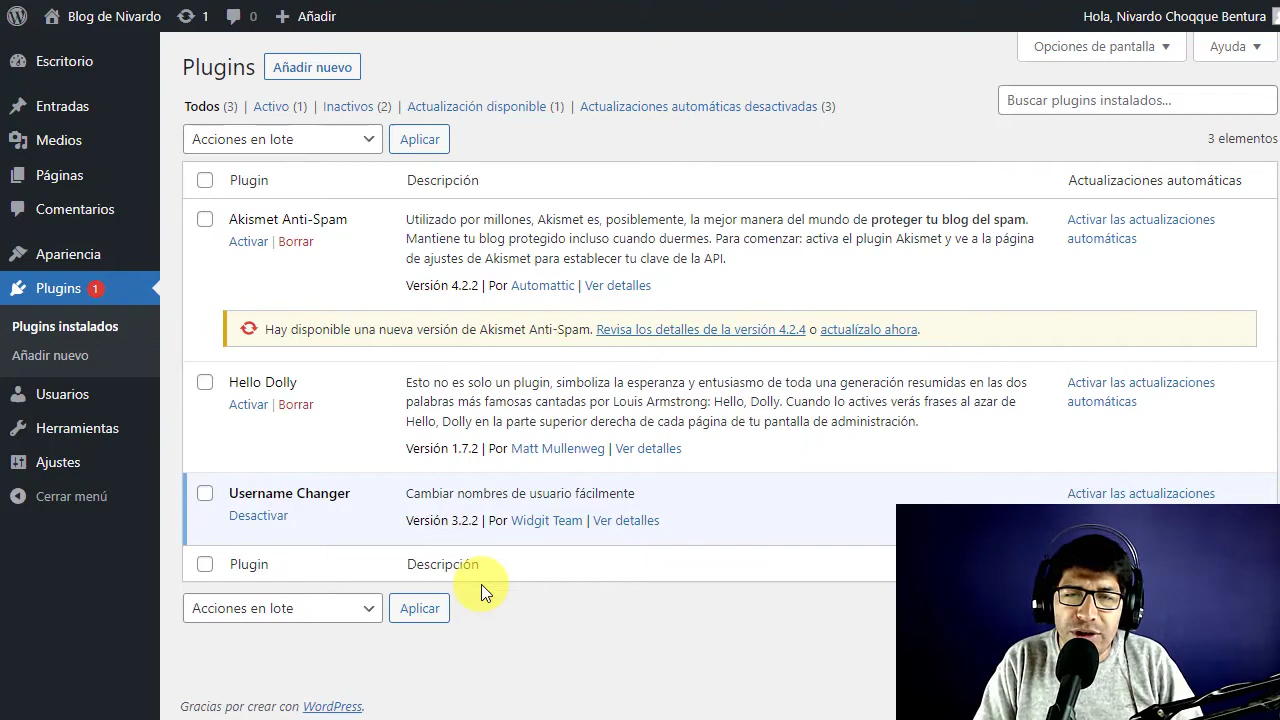 Blog de Nivardo 1 0 Añadir Hola, Nivardo Choqque Bentura
Escritorio
Entradas
Medios
Páginas
Comentarios
Apariencia
Plugins 1
Plugins instalados
Añadir nuevo
Usuarios
Herramientas
Ajustes
Cerrar menú
Opciones de pantalla Ayuda
Plugins Añadir nuevo
Todos (3) | Activo (1) | Inactivos (2) | Actualización disponible (1) | Actualizaciones automáticas desactivadas (3)
Buscar plugins instalados...
Acciones en lote Aplicar
3 elementos
Plugin Descripción Actualizaciones automáticas
Akismet Anti-Spam
Activar | Borrar
Utilizado por millones, Akismet es, posiblemente, la mejor manera del mundo de proteger tu blog del spam.
Mantiene tu blog protegido incluso cuando duermes. Para comenzar: activa el plugin Akismet y ve a la página
de ajustes de Akismet para establecer tu clave de la API.
Versión 4.2.2 | Por Automattic | Ver detalles
Activar las actualizaciones
automáticas
Hay disponible una nueva versión de Akismet Anti-Spam. Revisa los detalles de la versión 4.2.4 o actualízalo ahora.
Hello Dolly
Activar | Borrar
Esto no es solo un plugin, simboliza la esperanza y entusiasmo de toda una generación resumidas en las dos
palabras más famosas cantadas por Louis Armstrong: Hello, Dolly. Cuando lo actives verás frases al azar de
Hello, Dolly en la parte superior derecha de cada página de tu pantalla de administración.
Versión 1.7.2 | Por Matt Mullenweg | Ver detalles
Activar las actualizaciones
automáticas
Username Changer
Desactivar
Cambiar nombres de usuario fácilmente
Versión 3.2.2 | Por Widgit Team | Ver detalles
Activar las actualizaciones
Plugin Descripción
Acciones en lote Aplicar
Gracias por crear con WordPress.